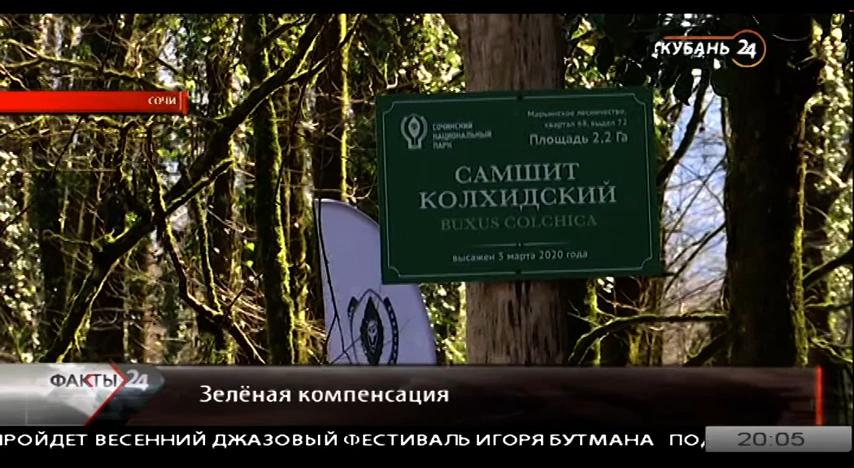 КУБАНЬ 24
СОЧИ
СОЧИНСКИЙ
НАЦИОНАЛЬНЫЙ
ПАРК
Марьинское лесничество,
квартал 68, выдел 72
Площадь 2,2 Га
САМШИТ
КОЛХИДСКИЙ
BUXUS COLCHICA
высажен 3 марта 2020 года
ФАКТЫ 24
Зелёная компенсация
ПРОЙДЕТ ВЕСЕННИЙ ДЖАЗОВЫЙ ФЕСТИВАЛЬ ИГОРЯ БУТМАНА
20:05